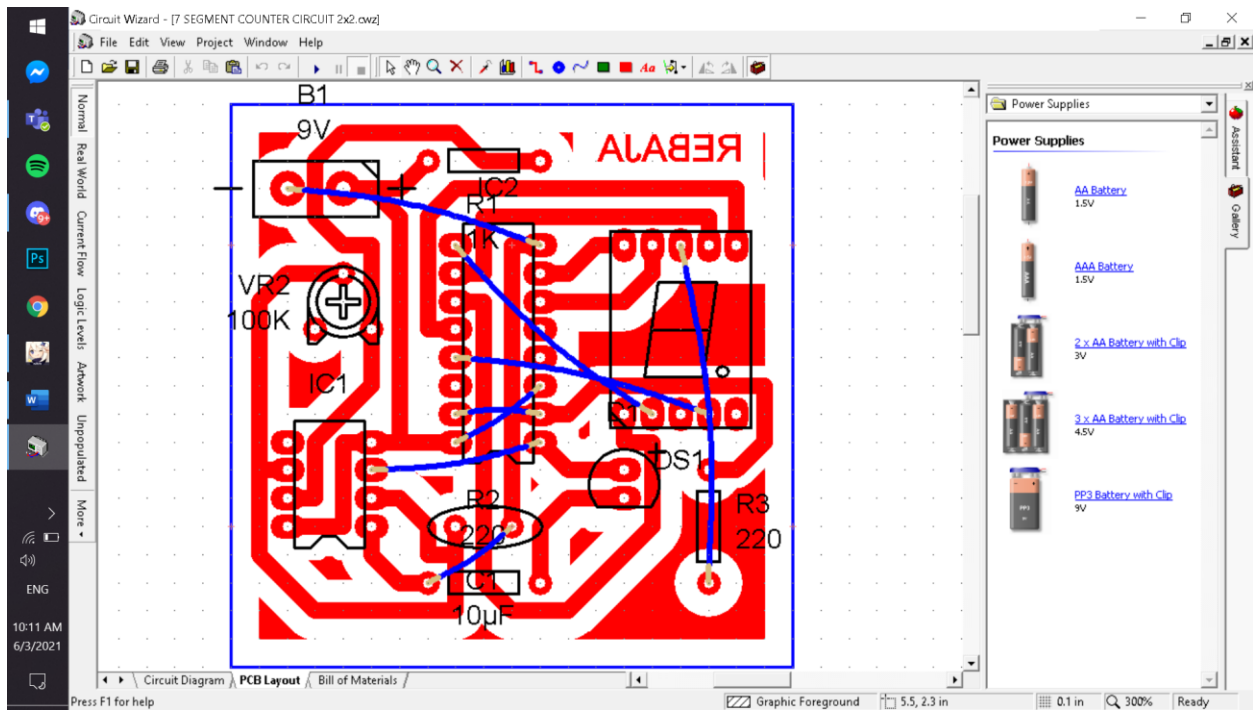 Circuit Wizard - [7 SEGMENT COUNTER CIRCUIT 2x2.cwz]
File Edit View Project Window Help
Aa
Normal
Real World
Current Flow
Logic Levels
Artwork
Unpopulated
More
B1
9V
REBAJA
IC2
R1
1K
VR2
100K
IC1
DS1
R2
220
R3
220
C1
10µF
Power Supplies
Power Supplies
AA Battery
1.5V
AAA Battery
1.5V
2 x AA Battery with Clip
3V
3 x AA Battery with Clip
4.5V
PP3 Battery with Clip
9V
Assistant
Gallery
Ps
9+
W
ENG
10:11 AM
6/3/2021
Circuit Diagram PCB Layout Bill of Materials
Press F1 for help Graphic Foreground 5.5, 2.3 in 0.1 in 300% Ready